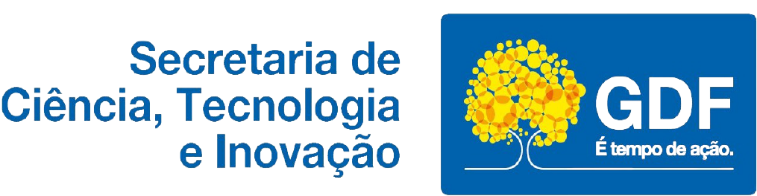 Secretaria de
Ciência, Tecnologia
e Inovação
GDF
É tempo de ação.